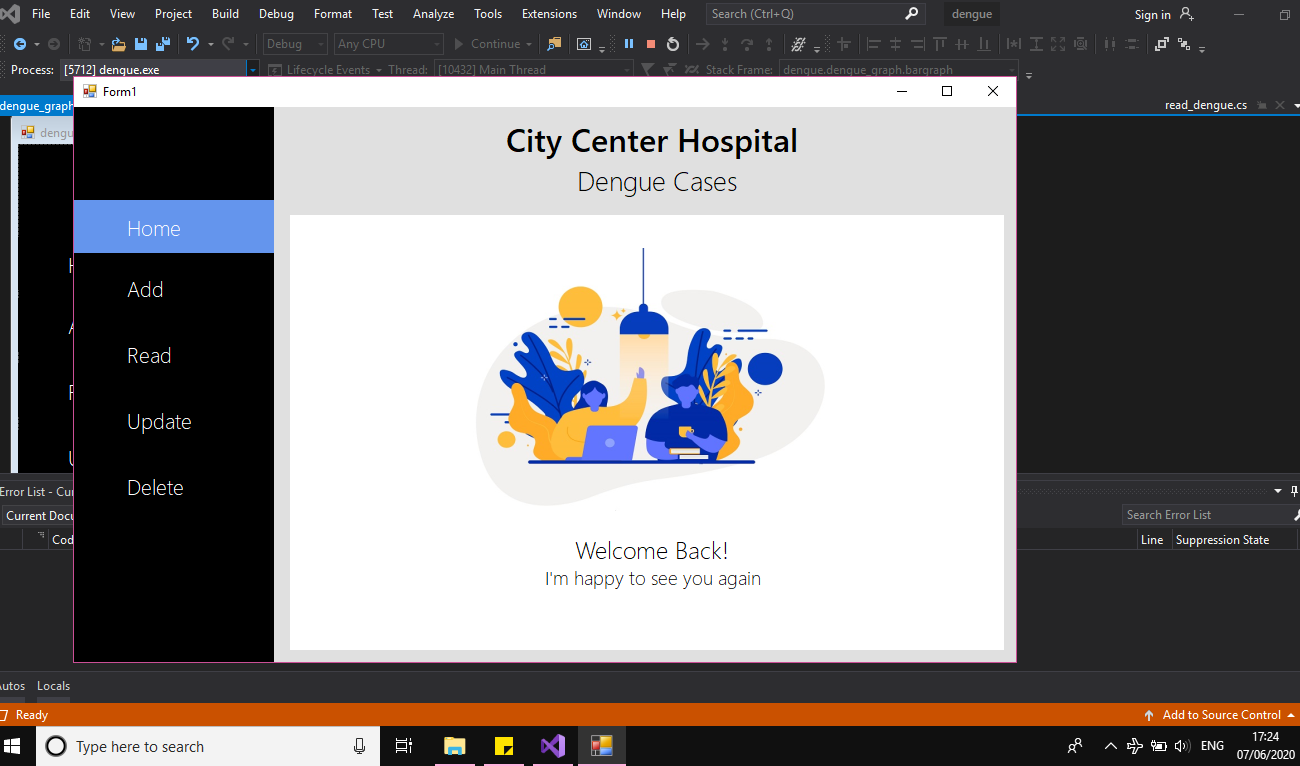 File Edit View Project Build Debug Format Test Analyze Tools Extensions Window Help Search (Ctrl+Q) dengue Sign in
Debug Any CPU Continue
Process: [5712] dengue.exe Lifecycle Events Thread: [10432] Main Thread Stack Frame: dengue.dengue_graph.bargraph
Form1
dengue_graph read_dengue.cs
dengue
City Center Hospital
Dengue Cases
Home
Add
Read
Update
Delete
Welcome Back!
I'm happy to see you again
Error List - Cur
Current Docu Search Error List
Cod Line Suppression State
Autos Locals
Ready Add to Source Control
Type here to search ENG 17:24
07/06/2020